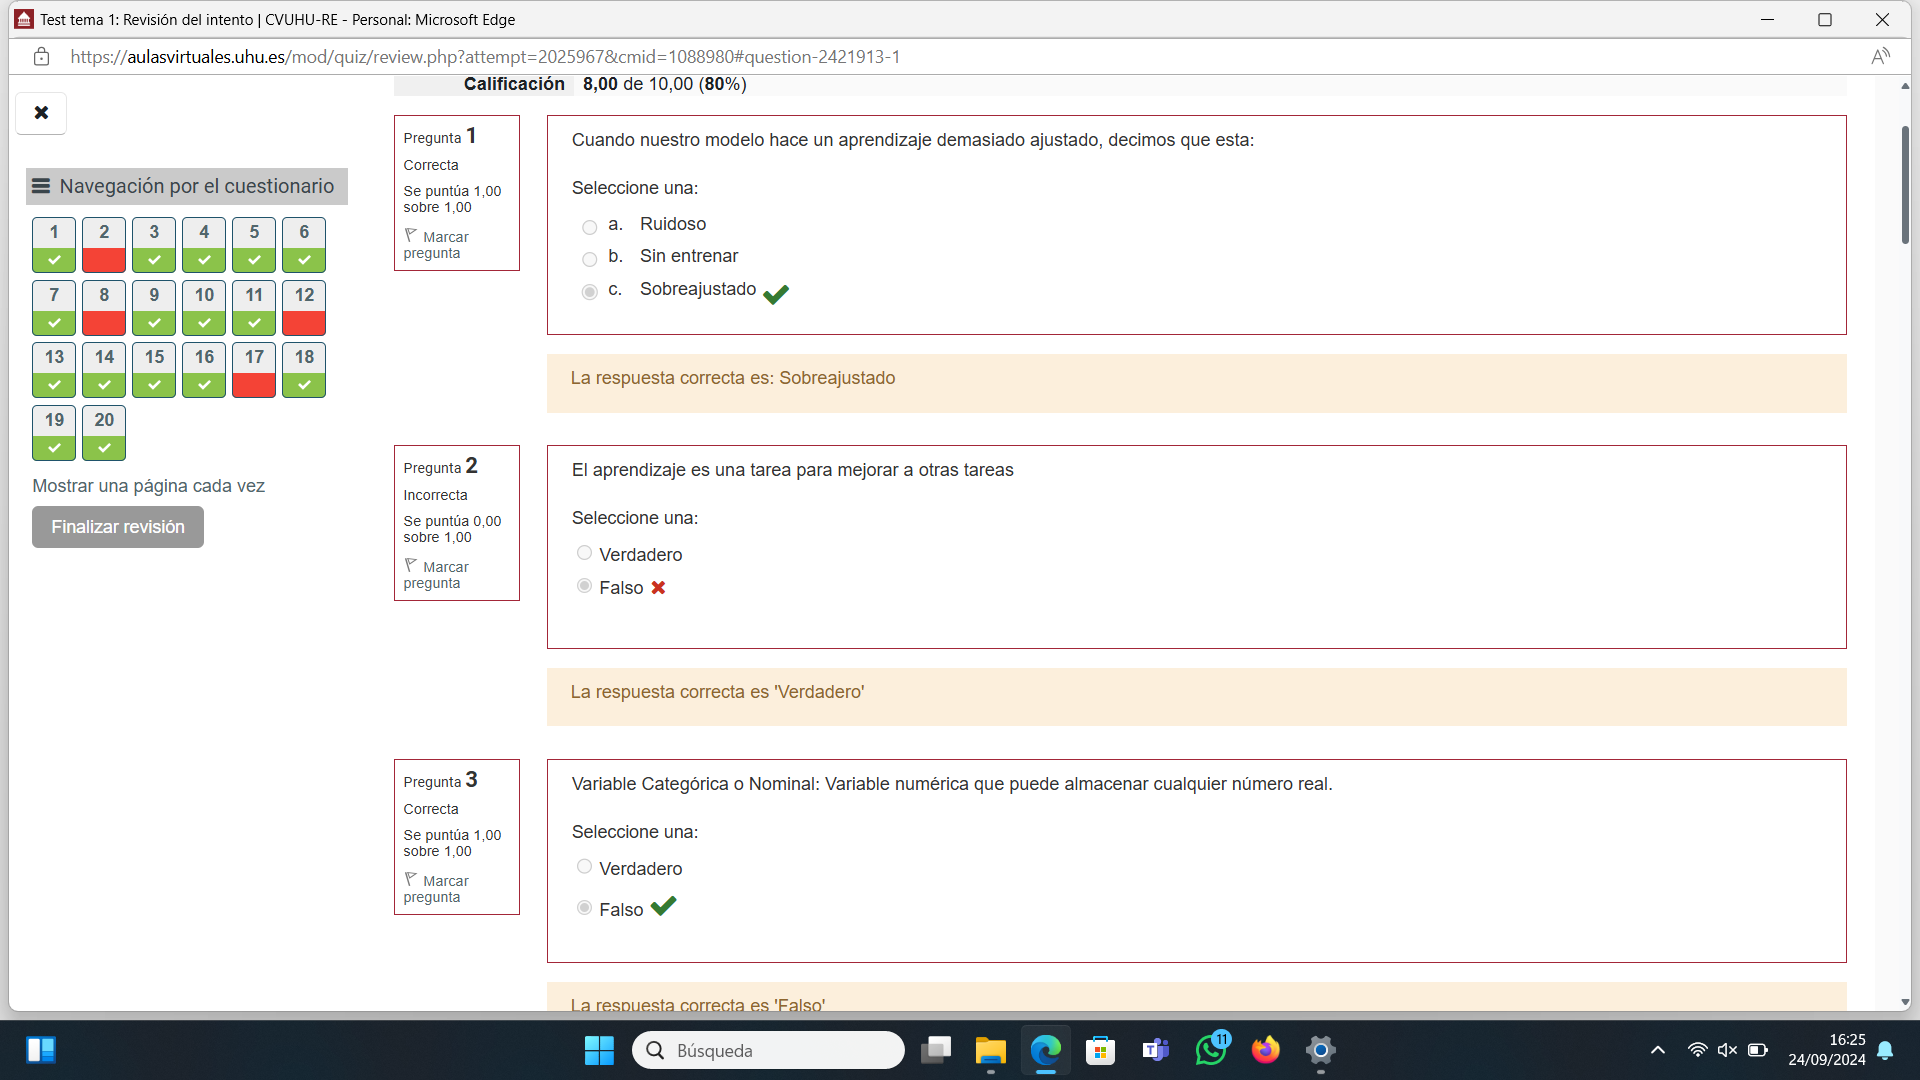 Test tema 1: Revisión del intento | CVUHU-RE - Personal: Microsoft Edge
https://aulasvirtuales.uhu.es/mod/quiz/review.php?attempt=2025967&cmid=1088980#question-2421913-1
Calificación 8,00 de 10,00 (80%)
Navegación por el cuestionario
1 2 3 4 5 6
7 8 9 10 11 12
13 14 15 16 17 18
19 20
Mostrar una página cada vez
Finalizar revisión
Pregunta 1
Correcta
Se puntúa 1,00
sobre 1,00
Marcar
pregunta
Cuando nuestro modelo hace un aprendizaje demasiado ajustado, decimos que esta:
Seleccione una:
a. Ruidoso
b. Sin entrenar
c. Sobreajustado
La respuesta correcta es: Sobreajustado
Pregunta 2
Incorrecta
Se puntúa 0,00
sobre 1,00
Marcar
pregunta
El aprendizaje es una tarea para mejorar a otras tareas
Seleccione una:
Verdadero
Falso
La respuesta correcta es 'Verdadero'
Pregunta 3
Correcta
Se puntúa 1,00
sobre 1,00
Marcar
pregunta
Variable Categórica o Nominal: Variable numérica que puede almacenar cualquier número real.
Seleccione una:
Verdadero
Falso
La respuesta correcta es 'Falso'
Búsqueda
11
16:25
24/09/2024